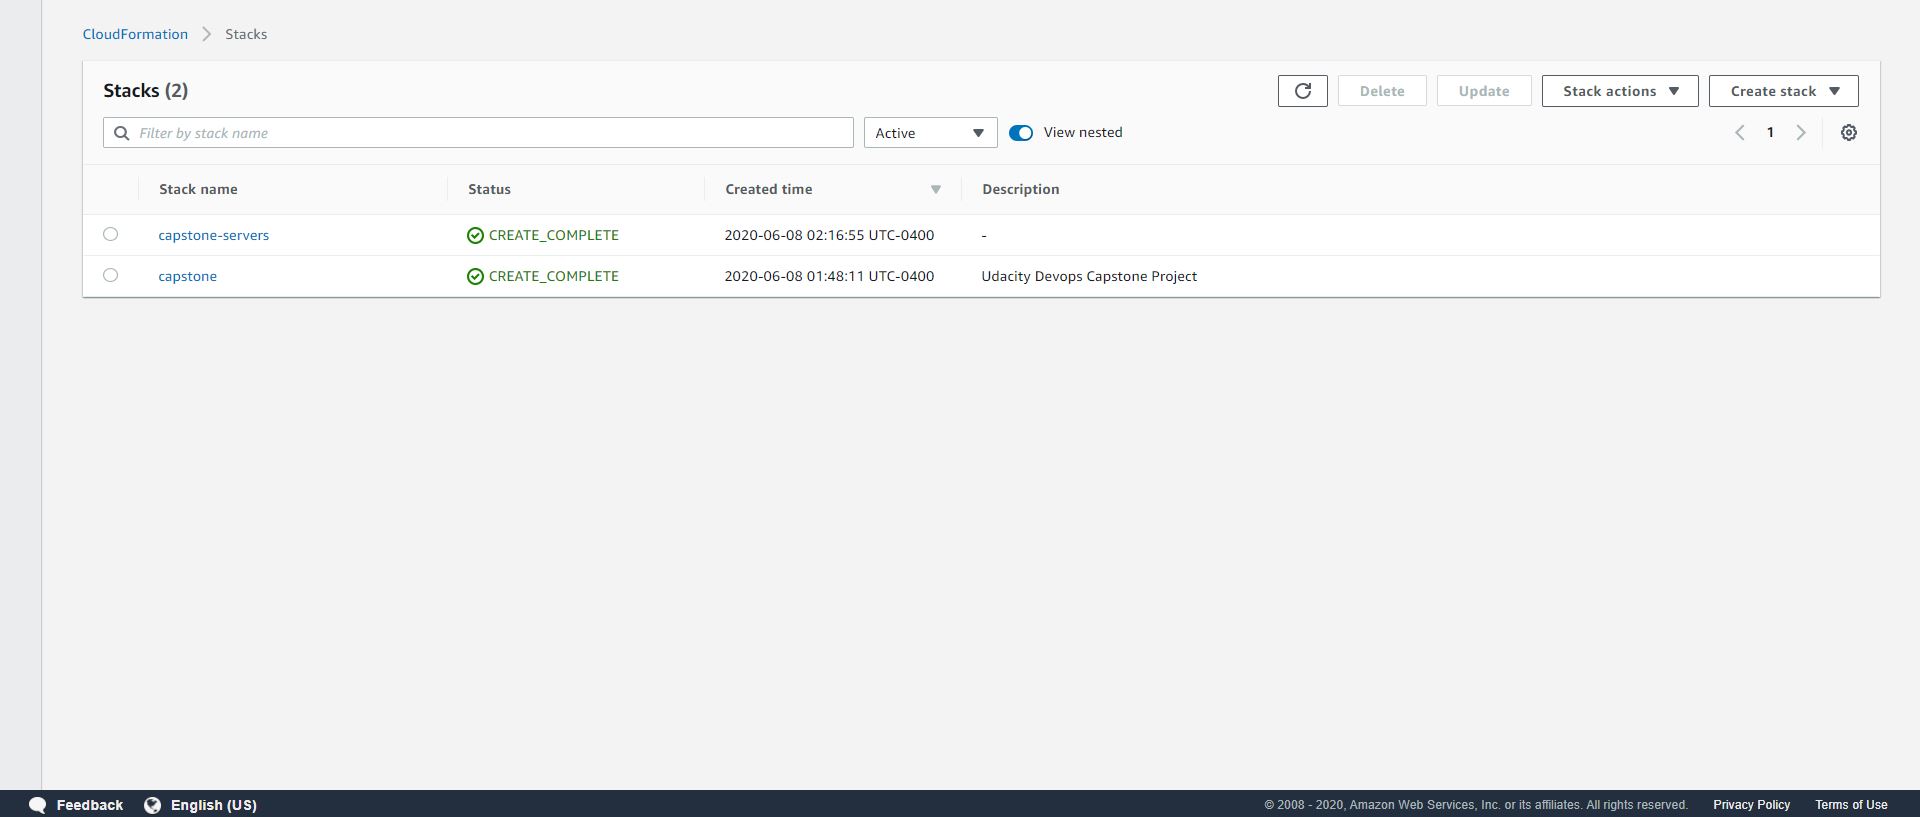 CloudFormation > Stacks
Stacks (2)
Delete Update Stack actions Create stack
Filter by stack name Active View nested 1
Stack name Status Created time Description
capstone-servers CREATE_COMPLETE 2020-06-08 02:16:55 UTC-0400 -
capstone CREATE_COMPLETE 2020-06-08 01:48:11 UTC-0400 Udacity Devops Capstone Project
Feedback English (US) © 2008 - 2020, Amazon Web Services, Inc. or its affiliates. All rights reserved. Privacy Policy Terms of Use